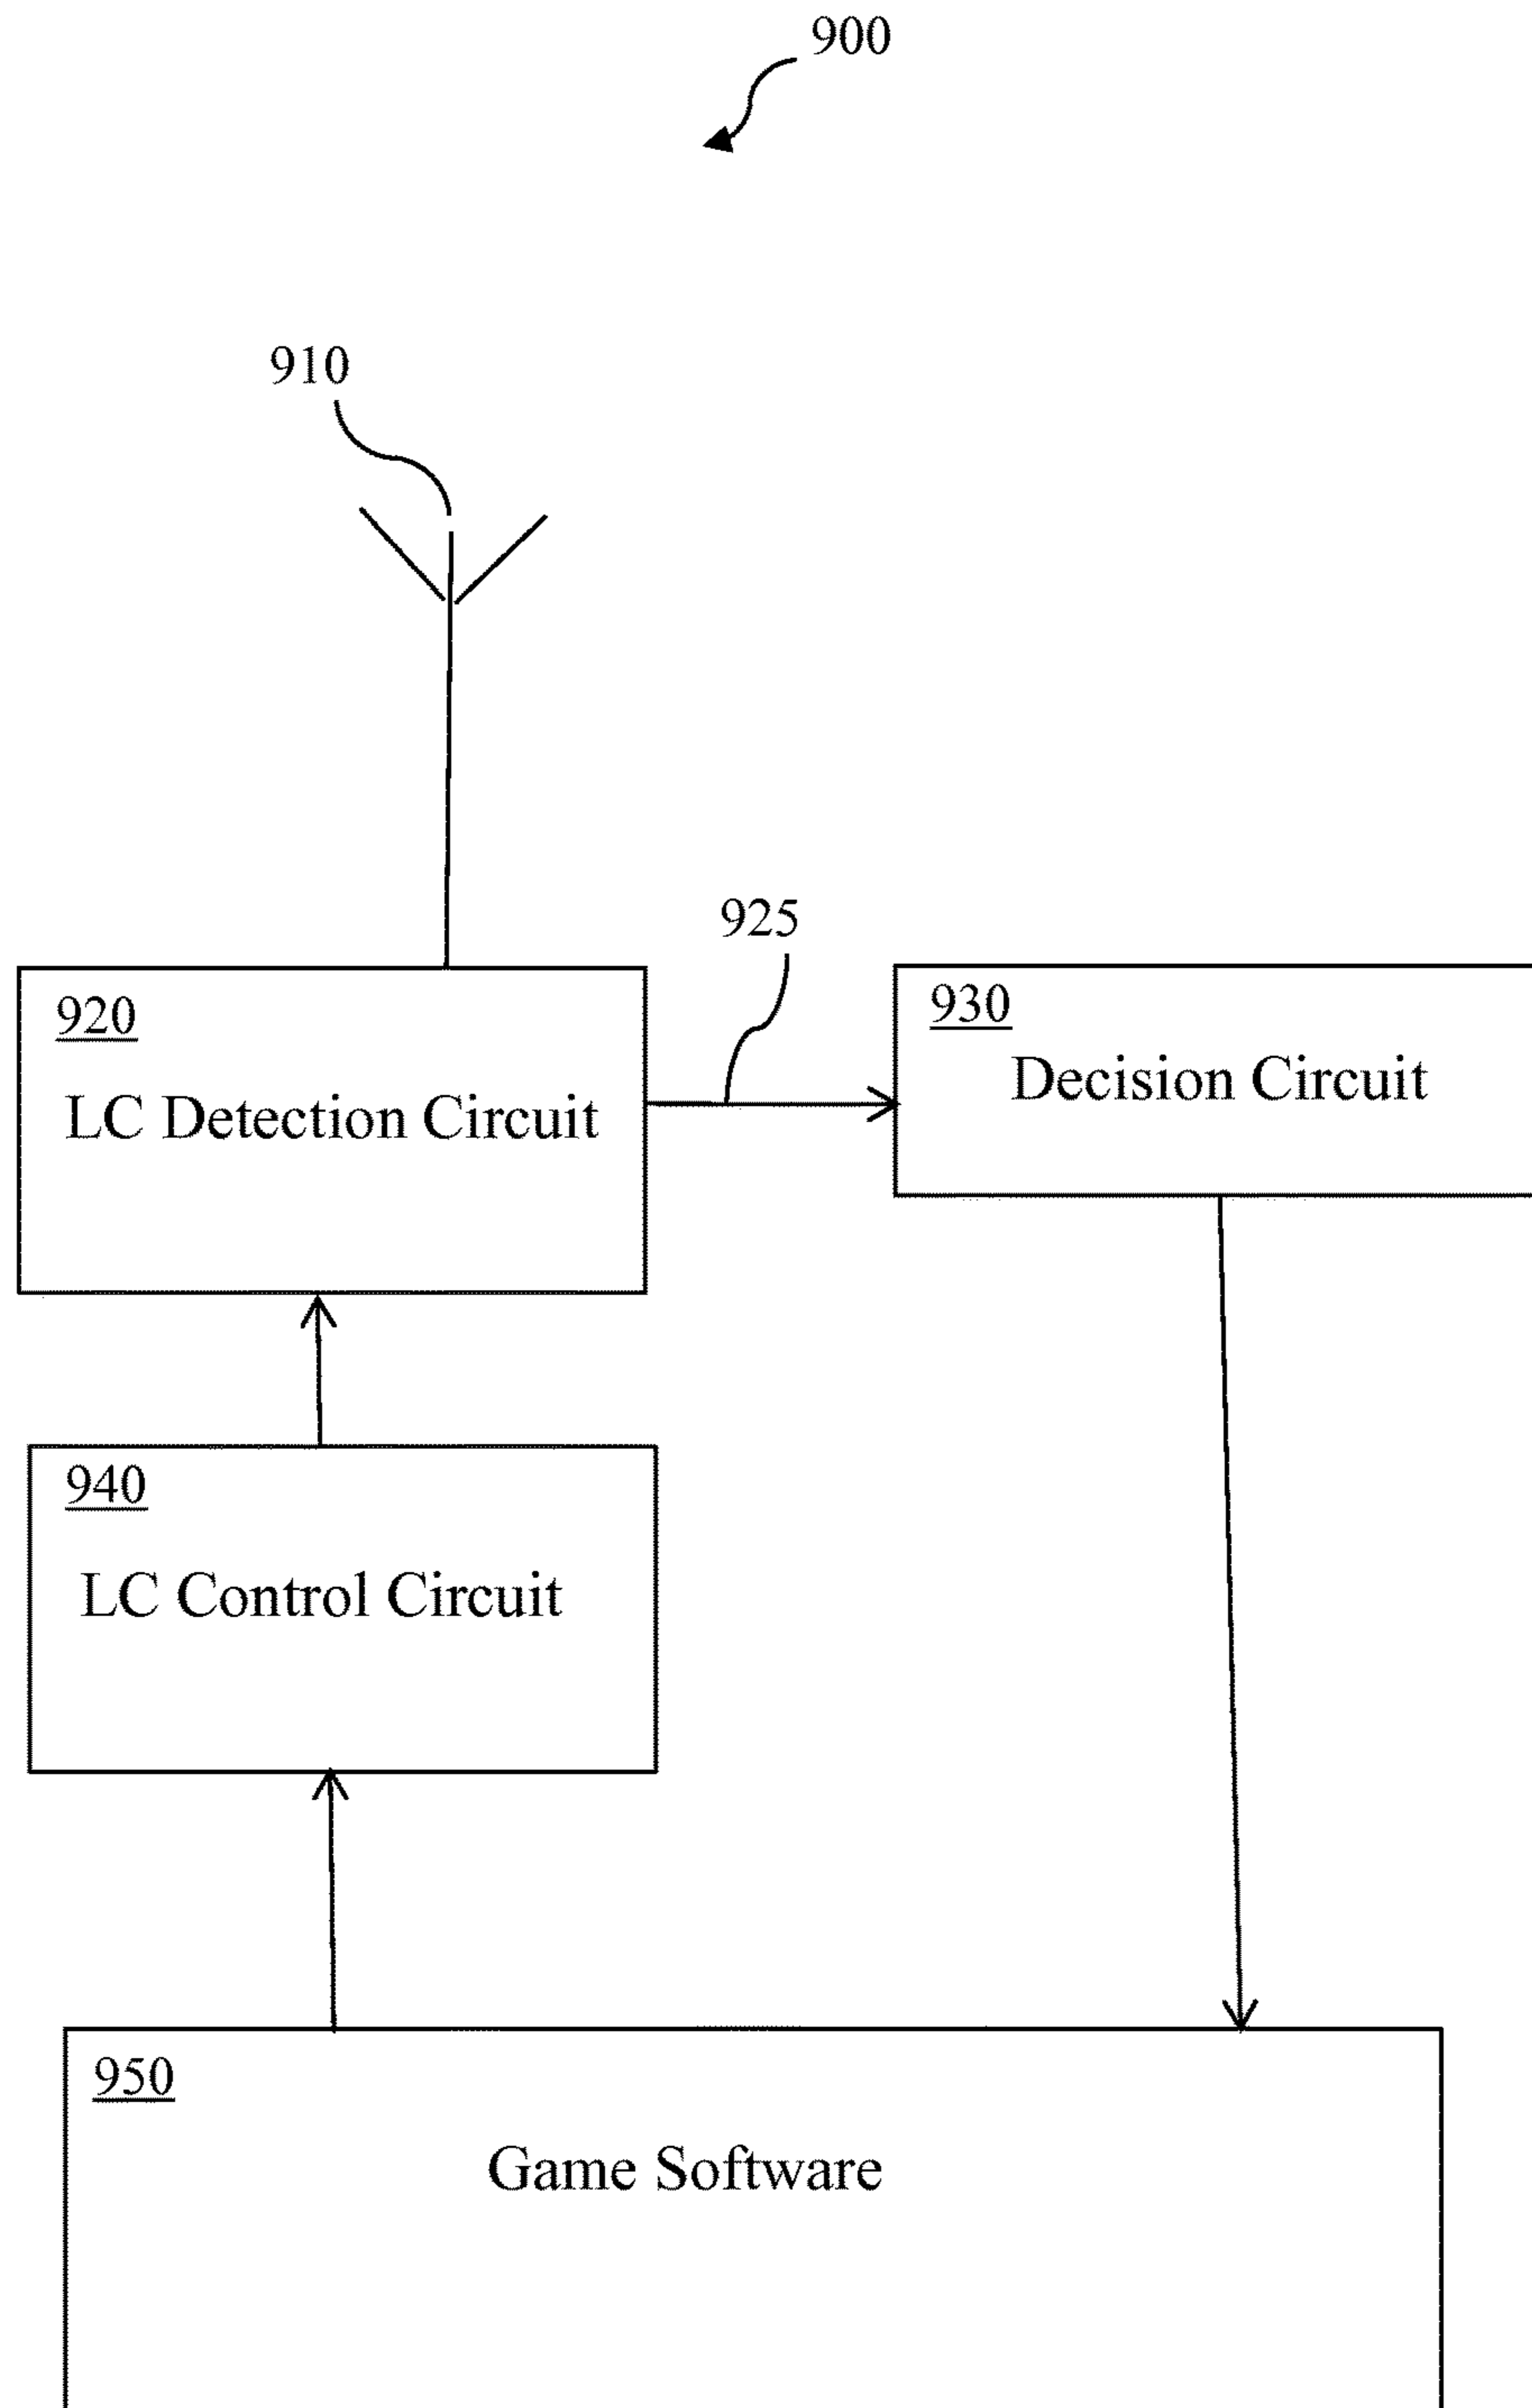 900
910
925
920
LC Detection Circuit
930
Decision Circuit
940
LC Control Circuit
950
Game Software